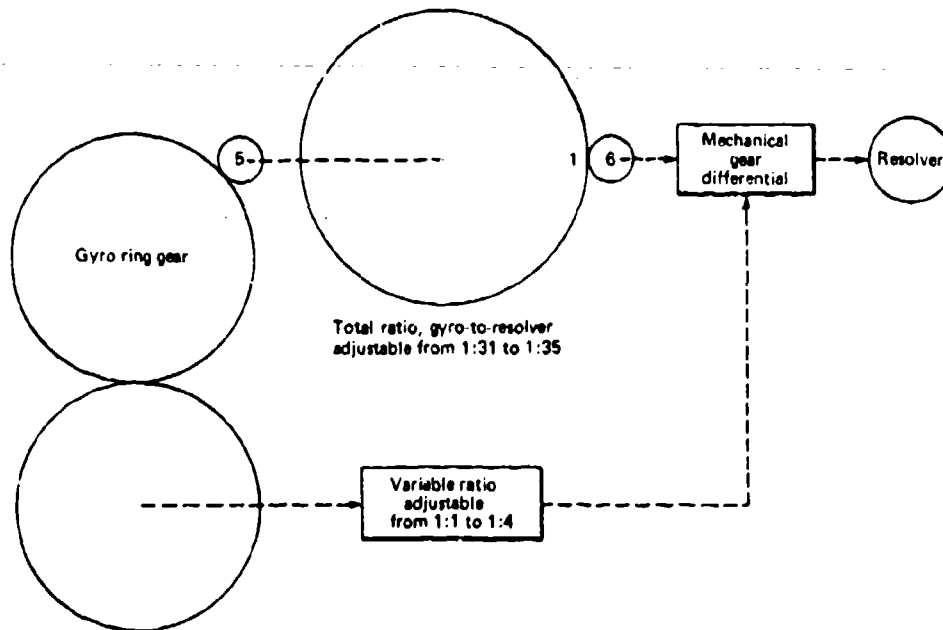 5
1
6
Mechanical
gear
differential
Resolver
Gyro ring gear
Total ratio, gyro-to-resolver
adjustable from 1:31 to 1:35
Variable ratio
adjustable
from 1:1 to 1:4